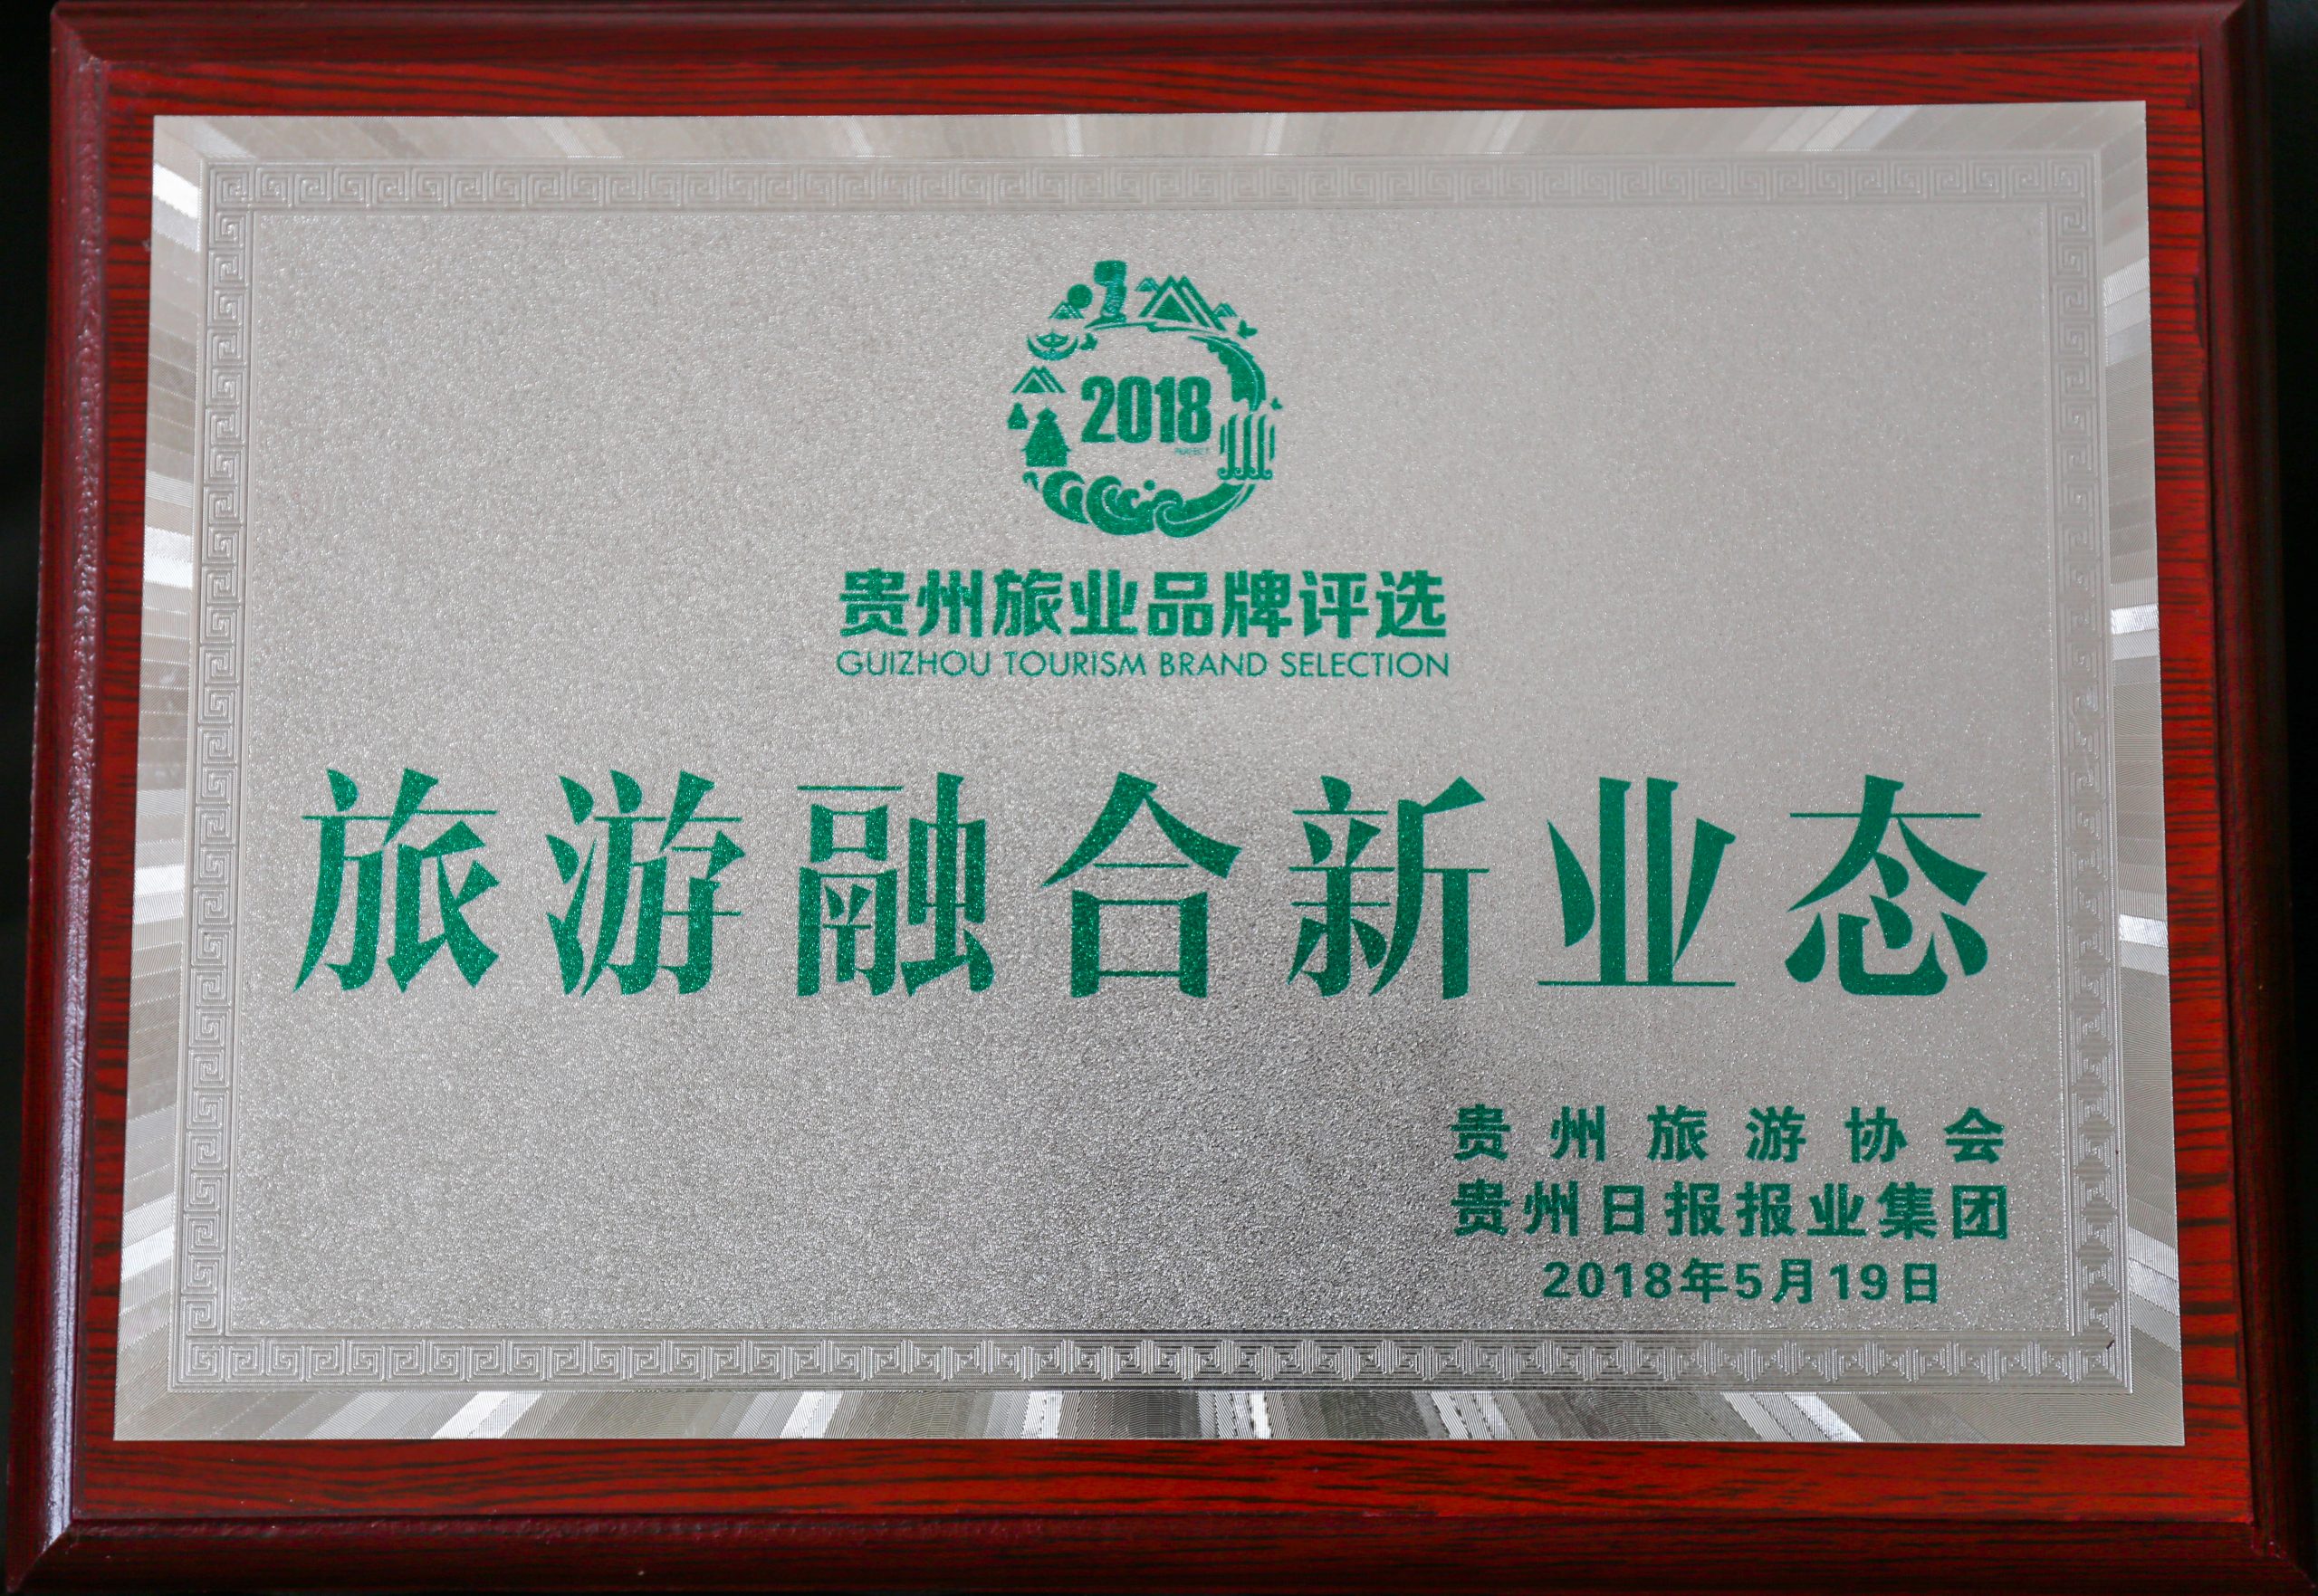 2018
贵州旅业品牌评选
GUIZHOU TOURISM BRAND SELECTION
旅游融合新业态
贵州旅游协会
贵州日报报业集团
2018年5月19日